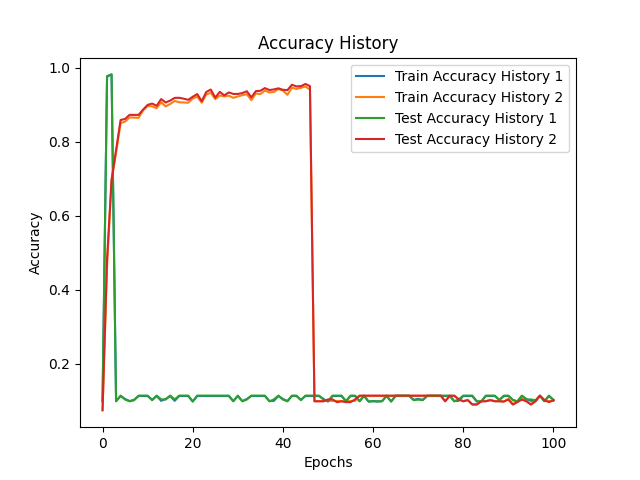 Accuracy History
Train Accuracy History 1
Train Accuracy History 2
Test Accuracy History 1
Test Accuracy History 2
Accuracy
1.0
0.8
0.6
0.4
0.2
0 20 40 60 80 100
Epochs